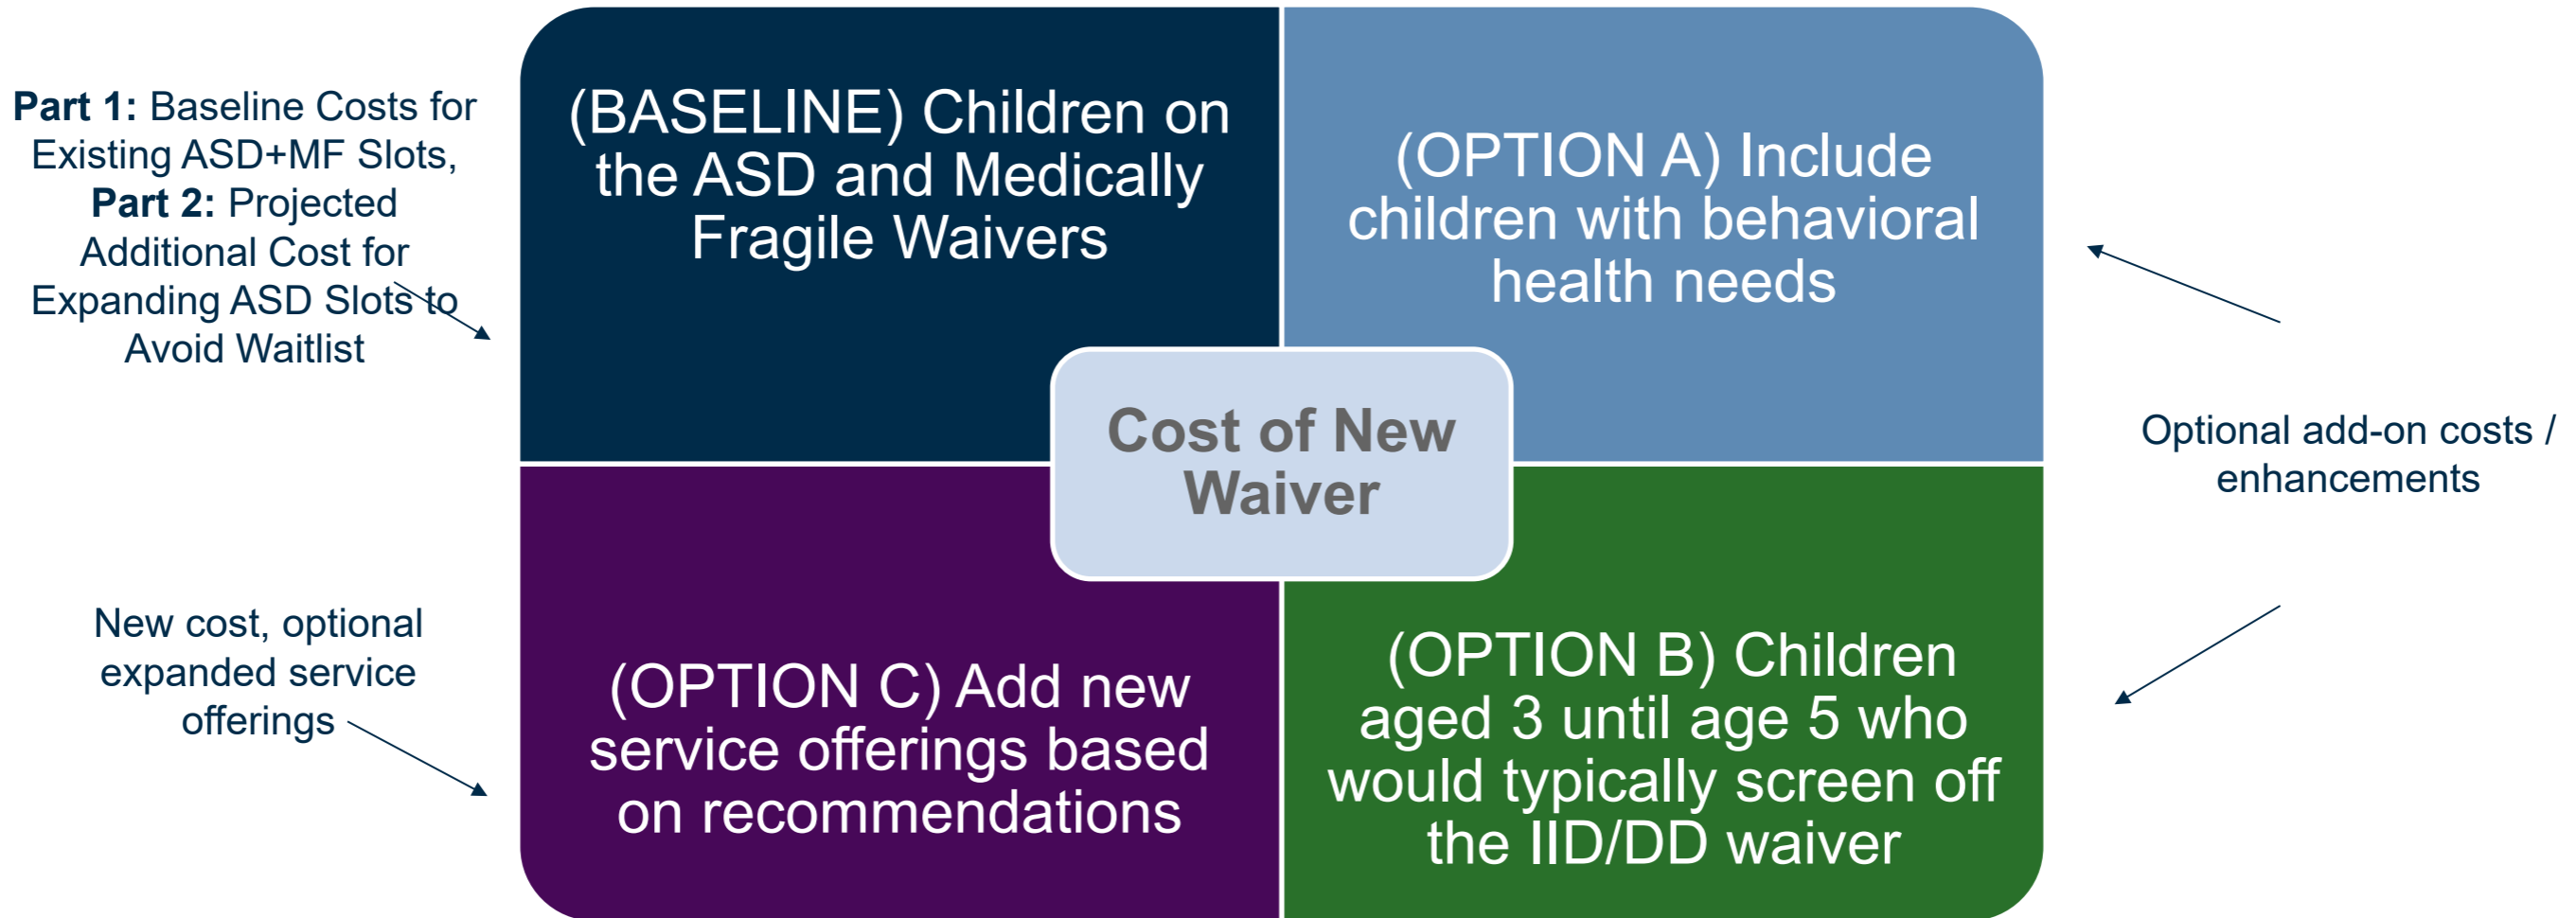 Part 1: Baseline Costs for
Existing ASD+MF Slots,
Part 2: Projected
Additional Cost for
Expanding ASD Slots to
Avoid Waitlist
(BASELINE) Children on
the ASD and Medically
Fragile Waivers
(OPTION A) Include
children with behavioral
health needs
Cost of New
Waiver
Optional add-on costs /
enhancements
New cost, optional
expanded service
offerings
(OPTION C) Add new
service offerings based
on recommendations
(OPTION B) Children
aged 3 until age 5 who
would typically screen off
the IID/DD waiver